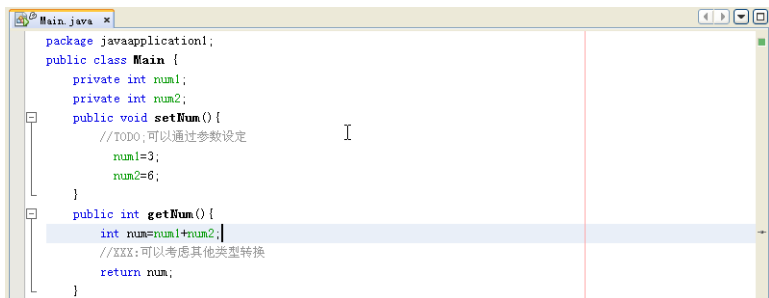 Main.java ×
package javaapplication1;
public class Main {
private int num1;
private int num2;
public void setNum(){
//TODO;可以通过参数设定
num1=3;
num2=6;
}
public int getNum(){
int num=num1+num2;
//XXX:可以考虑其他类型转换
return num;
}